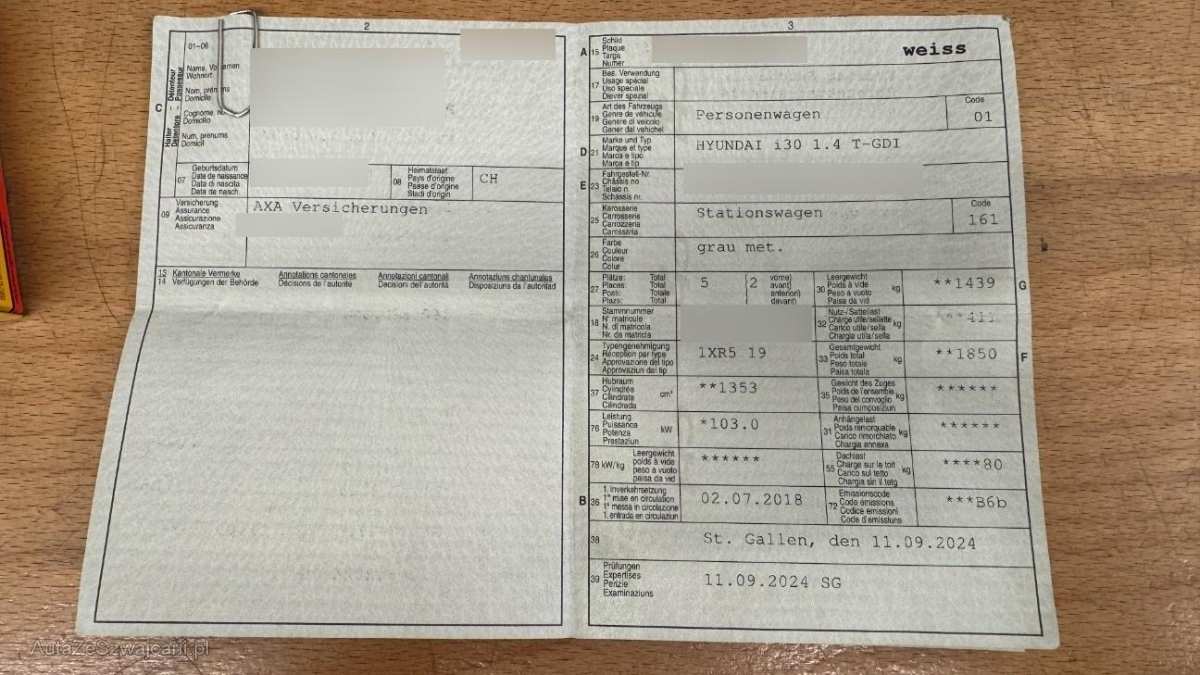 2
01-06
Name, Vornamen
Wohnort
Nom, prénoms
Domicile
Cognome,
Domicilio
Num, prenums
Domicil
C
Halter
Détenteur
Detentore
Possessur
07
Geburtsdatum
Date de naissance
Data di nascita
Data da nasch.
08
Heimatstaat
Pays d'origine
Paese d'origine
Stadi d'origin
CH
09
Versicherung
Assurance
Assicurazione
Assicuranza
AXA Versicherungen
13 Kantonale Vermerke
14 Verfügungen der Behörde
Annotations cantonales
Décisions de l'autorité
Annotazioni cantonali
Decisioni dell'autorità
Annotaziuns chantunalas
Disposiziuns da l'autoritad
3
A 15
Schild
Plaque
Targa
Numer
weiss
17
Bes. Verwendung
Usage spécial
Uso speciale
Diever spezial
19
Art des Fahrzeugs
Genre de véhicule
Genere di veicolo
Gener dal vehichel
Personenwagen
Code
01
D 21
Marke und Typ
Marque et type
Marca e tipo
Marca e tip
HYUNDAI i30 1.4 T-GDI
E 23
Fahrgestell-Nr.
Châssis no
Telaio n.
Schassis nr.
25
Karosserie
Carrosserie
Carrozzeria
Carossaria
Stationswagen
Code
161
26
Farbe
Couleur
Colore
Colur
grau met.
27
Plätze: Total
Places: Total
Posti: Totale
Plazs: Total
5
2
vorne)
avant)
anteriori)
davant)
30
Leergewicht
Poids à vide
Peso a vuoto
Paisa da vid
kg
**1439
G
18
Stammnummer
N° matricule
N. di matricola
Nr. da matricla
32
Nutz-/Sattellast
Charge utile/sellette
Carico utile/sella
Chargia utila/sella
kg
***411
24
Typengenehmigung
Réception par type
Approvazione del tipo
Approvaziun dal tip
1XR5 19
33
Gesamtgewicht
Poids total
Peso totale
Paisa totala
kg
**1850
F
37
Hubraum
Cylindrée
Cilindrata
Cilindrada
cm³
**1353
35
Gewicht des Zuges
Poids de l'ensemble
Peso del convoglio
Paisa cumposiziun
kg
******
76
Leistung
Puissance
Potenza
Prestaziun
kW
*103.0
31
Anhängelast
Poids remorquable
Carico rimorchiato
Chargia annexa
kg
******
78 kW/kg
Leergewicht
poids à vide
peso a vuoto
paisa da vid
******
55
Dachlast
Charge sur le toit
Carico sul tetto
Chargia sin il tetg
kg
****80
B 36
1. Inverkehrsetzung
1re mise en circulation
1a messa in circolazione
1. entrada en circulaziun
02.07.2018
72
Emissionscode
Code émissions
Codice emissioni
Code d'emissiuns
***B6b
38
St. Gallen, den 11.09.2024
39
Prüfungen
Expertises
Perizie
Examinaziuns
11.09.2024 SG
AutaZeSzwajcarii.pl